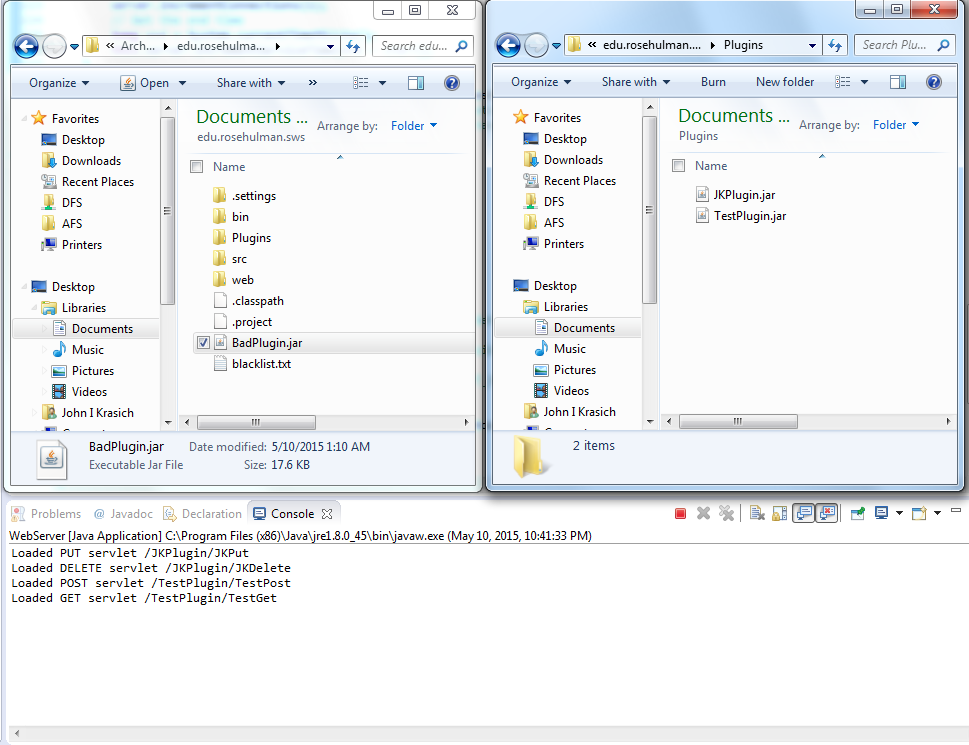 « Arch... ▸ edu.rosehulman... ▸
Search edu...
Organize Open Share with »
Favorites
Desktop
Downloads
Recent Places
DFS
AFS
Printers
Desktop
Libraries
Documents
Music
Pictures
Videos
John I Krasich
Documents ...
edu.rosehulman.sws
Arrange by: Folder
Name
.settings
bin
Plugins
src
web
.classpath
.project
BadPlugin.jar
blacklist.txt
BadPlugin.jar Date modified: 5/10/2015 1:10 AM
Executable Jar File Size: 17.6 KB
« edu.rosehulman.... ▸ Plugins
Search Plu...
Organize Share with Burn New folder
Favorites
Desktop
Downloads
Recent Places
DFS
AFS
Printers
Desktop
Libraries
Documents
Music
Pictures
Videos
John I Krasich
Documents ...
Plugins
Arrange by: Folder
Name
JKPlugin.jar
TestPlugin.jar
2 items
Problems @ Javadoc Declaration Console
WebServer [Java Application] C:\Program Files (x86)\Java\jre1.8.0_45\bin\javaw.exe (May 10, 2015, 10:41:33 PM)
Loaded PUT servlet /JKPlugin/JKPut
Loaded DELETE servlet /JKPlugin/JKDelete
Loaded POST servlet /TestPlugin/TestPost
Loaded GET servlet /TestPlugin/TestGet